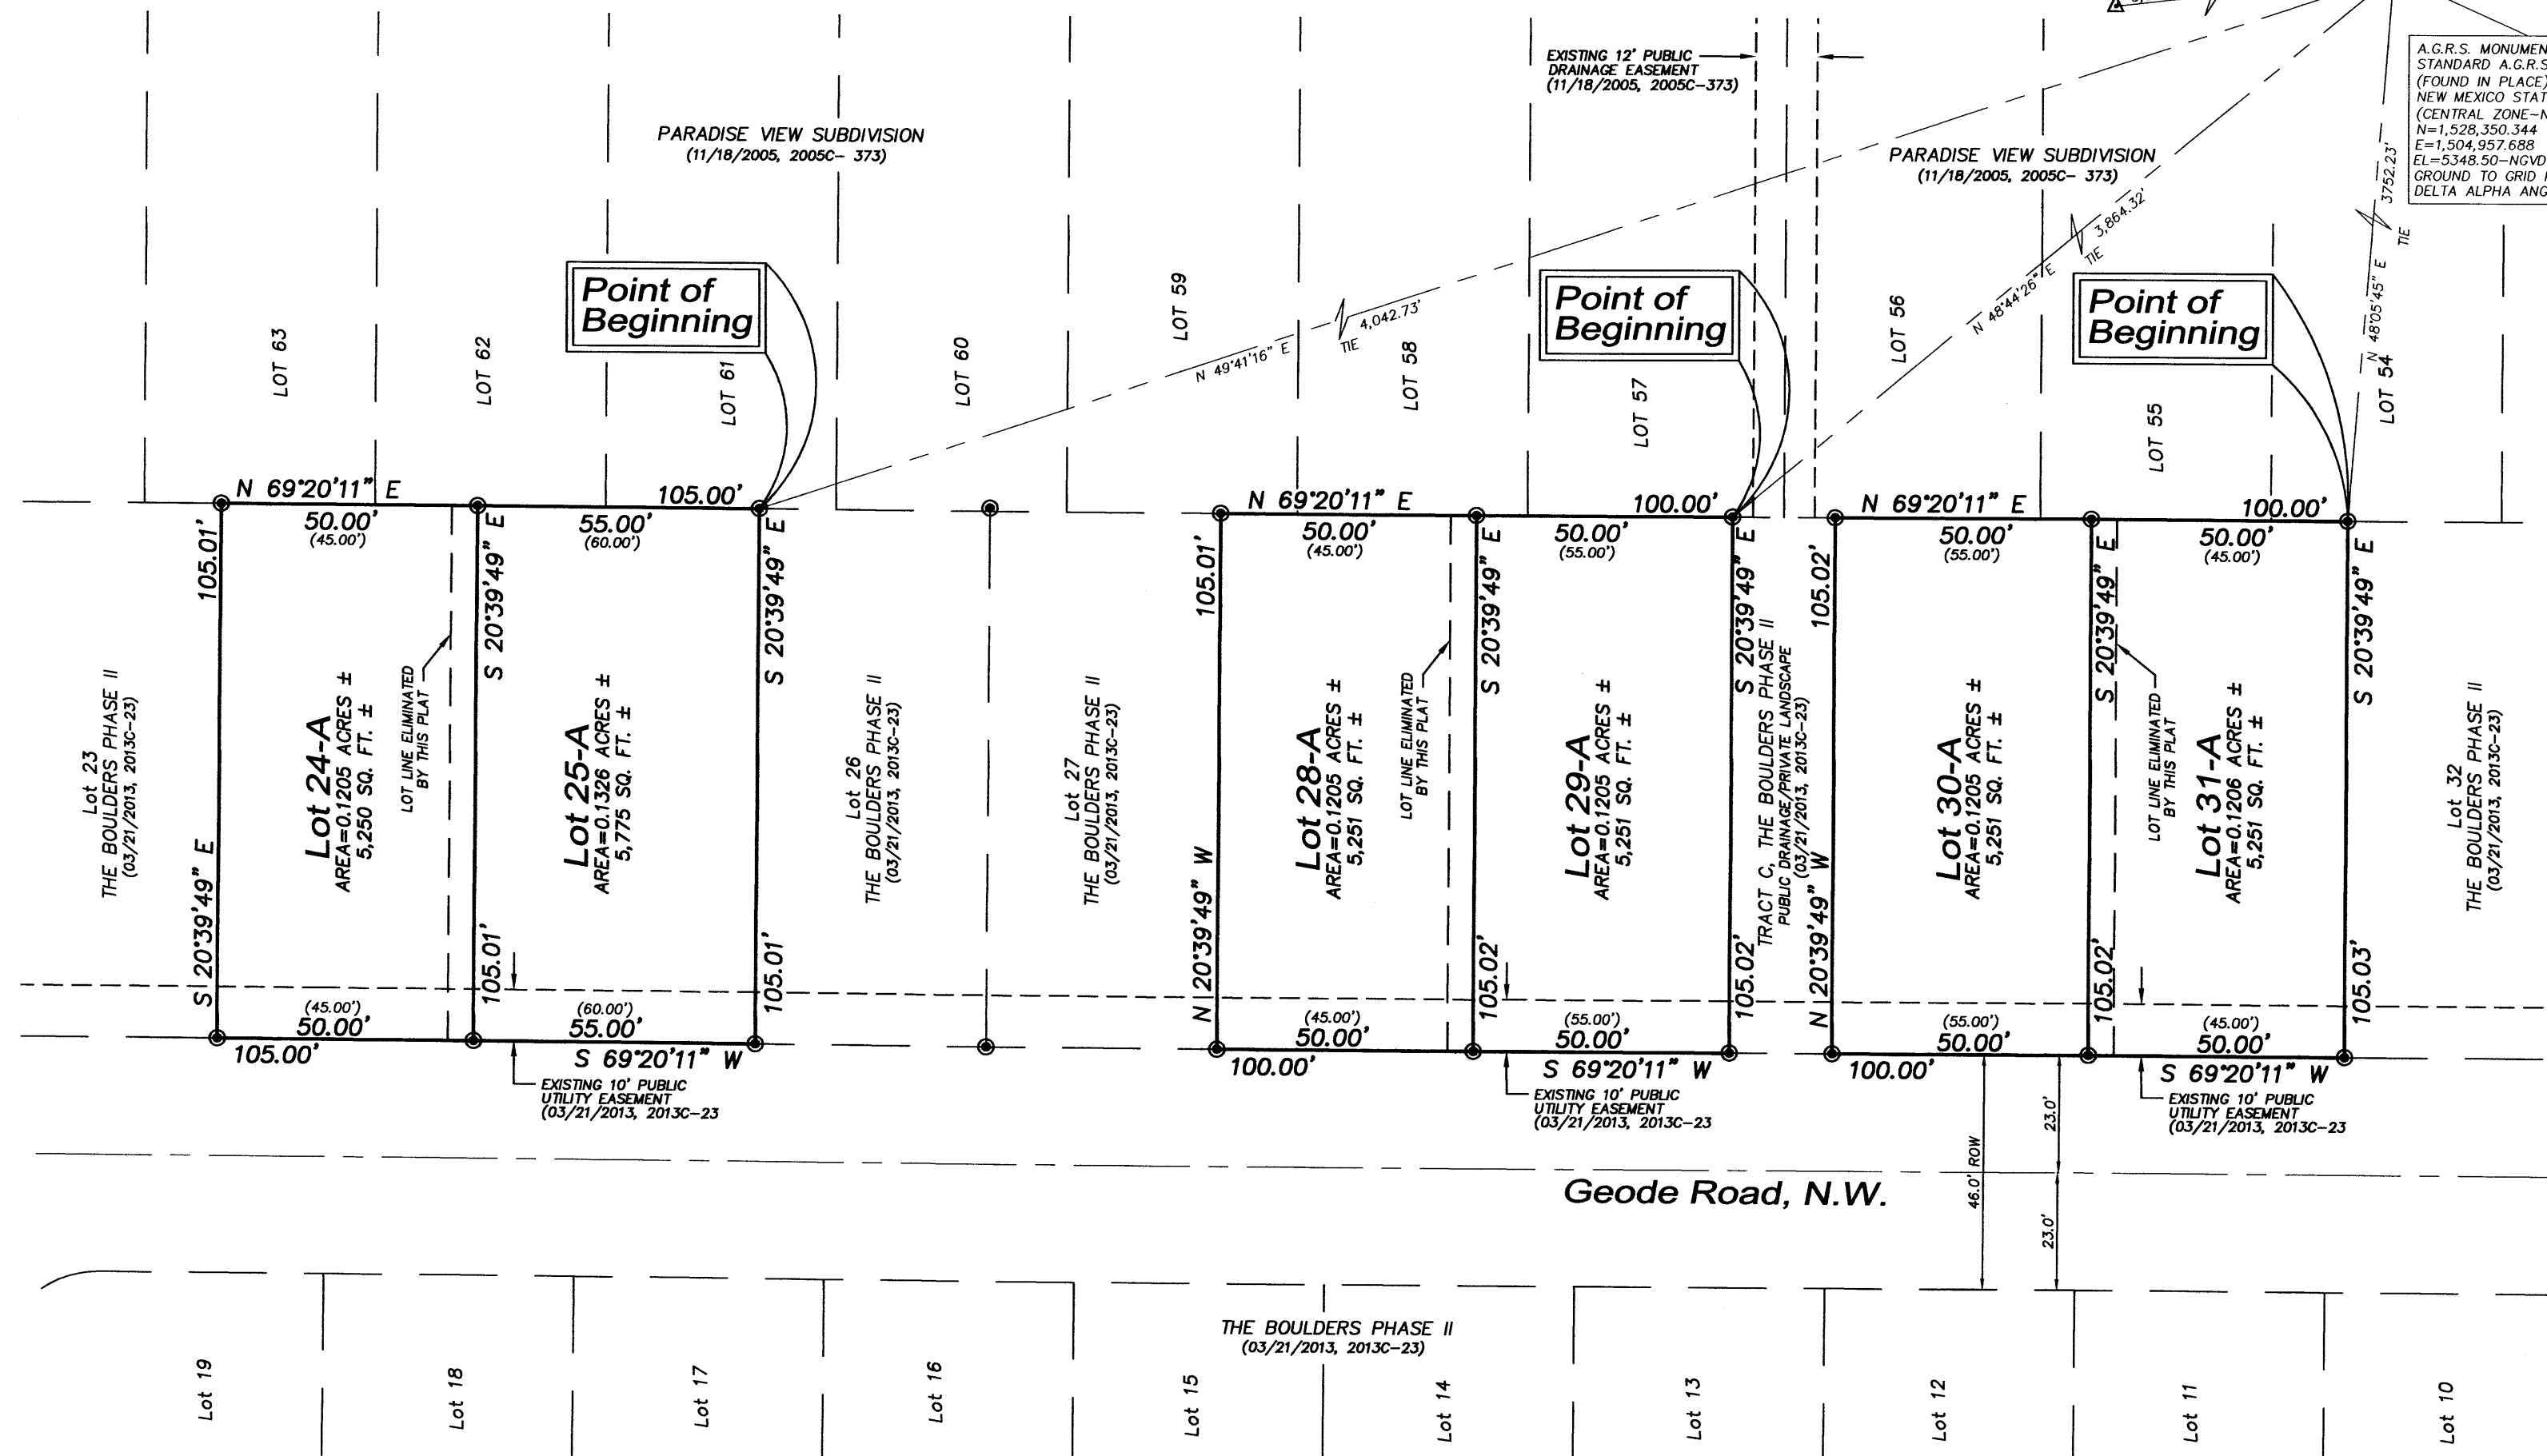 EXISTING 12' PUBLIC
DRAINAGE EASEMENT
(11/18/2005, 2005C-373)
A.G.R.S. MONUMEN
STANDARD A.G.R.S
(FOUND IN PLACE)
NEW MEXICO STAT
(CENTRAL ZONE-N
N=1,528,350.344
E=1,504,957.688
EL=5348.50-NGVD
GROUND TO GRID
DELTA ALPHA ANG
PARADISE VIEW SUBDIVISION
(11/18/2005, 2005C- 373)
PARADISE VIEW SUBDIVISION
(11/18/2005, 2005C- 373)
Point of
Beginning
Point of
Beginning
Point of
Beginning
LOT 63
LOT 62
LOT 61
LOT 60
LOT 59
LOT 58
LOT 57
LOT 56
LOT 55
LOT 54
N 49°41'16" E
4,042.73'
TIE
N 48°44'26" E
3,864.32'
TIE
N 48°05'45" E
3752.23'
TIE
N 69°20'11" E
105.00'
50.00'
(45.00')
55.00'
(60.00')
N 69°20'11" E
100.00'
50.00'
(45.00')
50.00'
(55.00')
N 69°20'11" E
100.00'
50.00'
(55.00')
50.00'
(45.00')
Lot 23
THE BOULDERS PHASE II
(03/21/2013, 2013C-23)
105.01'
S 20°39'49" E
Lot 24-A
AREA=0.1205 ACRES ±
5,250 SQ. FT. ±
LOT LINE ELIMINATED
BY THIS PLAT
S 20°39'49" E
105.01'
Lot 25-A
AREA=0.1326 ACRES ±
5,775 SQ. FT. ±
S 20°39'49" E
105.01'
Lot 26
THE BOULDERS PHASE II
(03/21/2013, 2013C-23)
Lot 27
THE BOULDERS PHASE II
(03/21/2013, 2013C-23)
105.01'
N 20°39'49" W
Lot 28-A
AREA=0.1205 ACRES ±
5,251 SQ. FT. ±
LOT LINE ELIMINATED
BY THIS PLAT
S 20°39'49" E
105.02'
Lot 29-A
AREA=0.1205 ACRES ±
5,251 SQ. FT. ±
S 20°39'49" E
105.02'
TRACT C, THE BOULDERS PHASE II
PUBLIC DRAINAGE/PRIVATE LANDSCAPE
(03/21/2013, 2013C-23)
105.02'
N 20°39'49" W
Lot 30-A
AREA=0.1205 ACRES ±
5,251 SQ. FT. ±
S 20°39'49" E
105.02'
LOT LINE ELIMINATED
BY THIS PLAT
Lot 31-A
AREA=0.1206 ACRES ±
5,251 SQ. FT. ±
S 20°39'49" E
105.03'
Lot 32
THE BOULDERS PHASE II
(03/21/2013, 2013C-23)
(45.00')
50.00'
(60.00')
55.00'
105.00'
S 69°20'11" W
(45.00')
50.00'
(55.00')
50.00'
100.00'
S 69°20'11" W
(55.00')
50.00'
(45.00')
50.00'
100.00'
S 69°20'11" W
EXISTING 10' PUBLIC
UTILITY EASEMENT
(03/21/2013, 2013C-23
EXISTING 10' PUBLIC
UTILITY EASEMENT
(03/21/2013, 2013C-23
EXISTING 10' PUBLIC
UTILITY EASEMENT
(03/21/2013, 2013C-23
46.0' ROW
23.0'
23.0'
Geode Road, N.W.
THE BOULDERS PHASE II
(03/21/2013, 2013C-23)
Lot 19
Lot 18
Lot 17
Lot 16
Lot 15
Lot 14
Lot 13
Lot 12
Lot 11
Lot 10